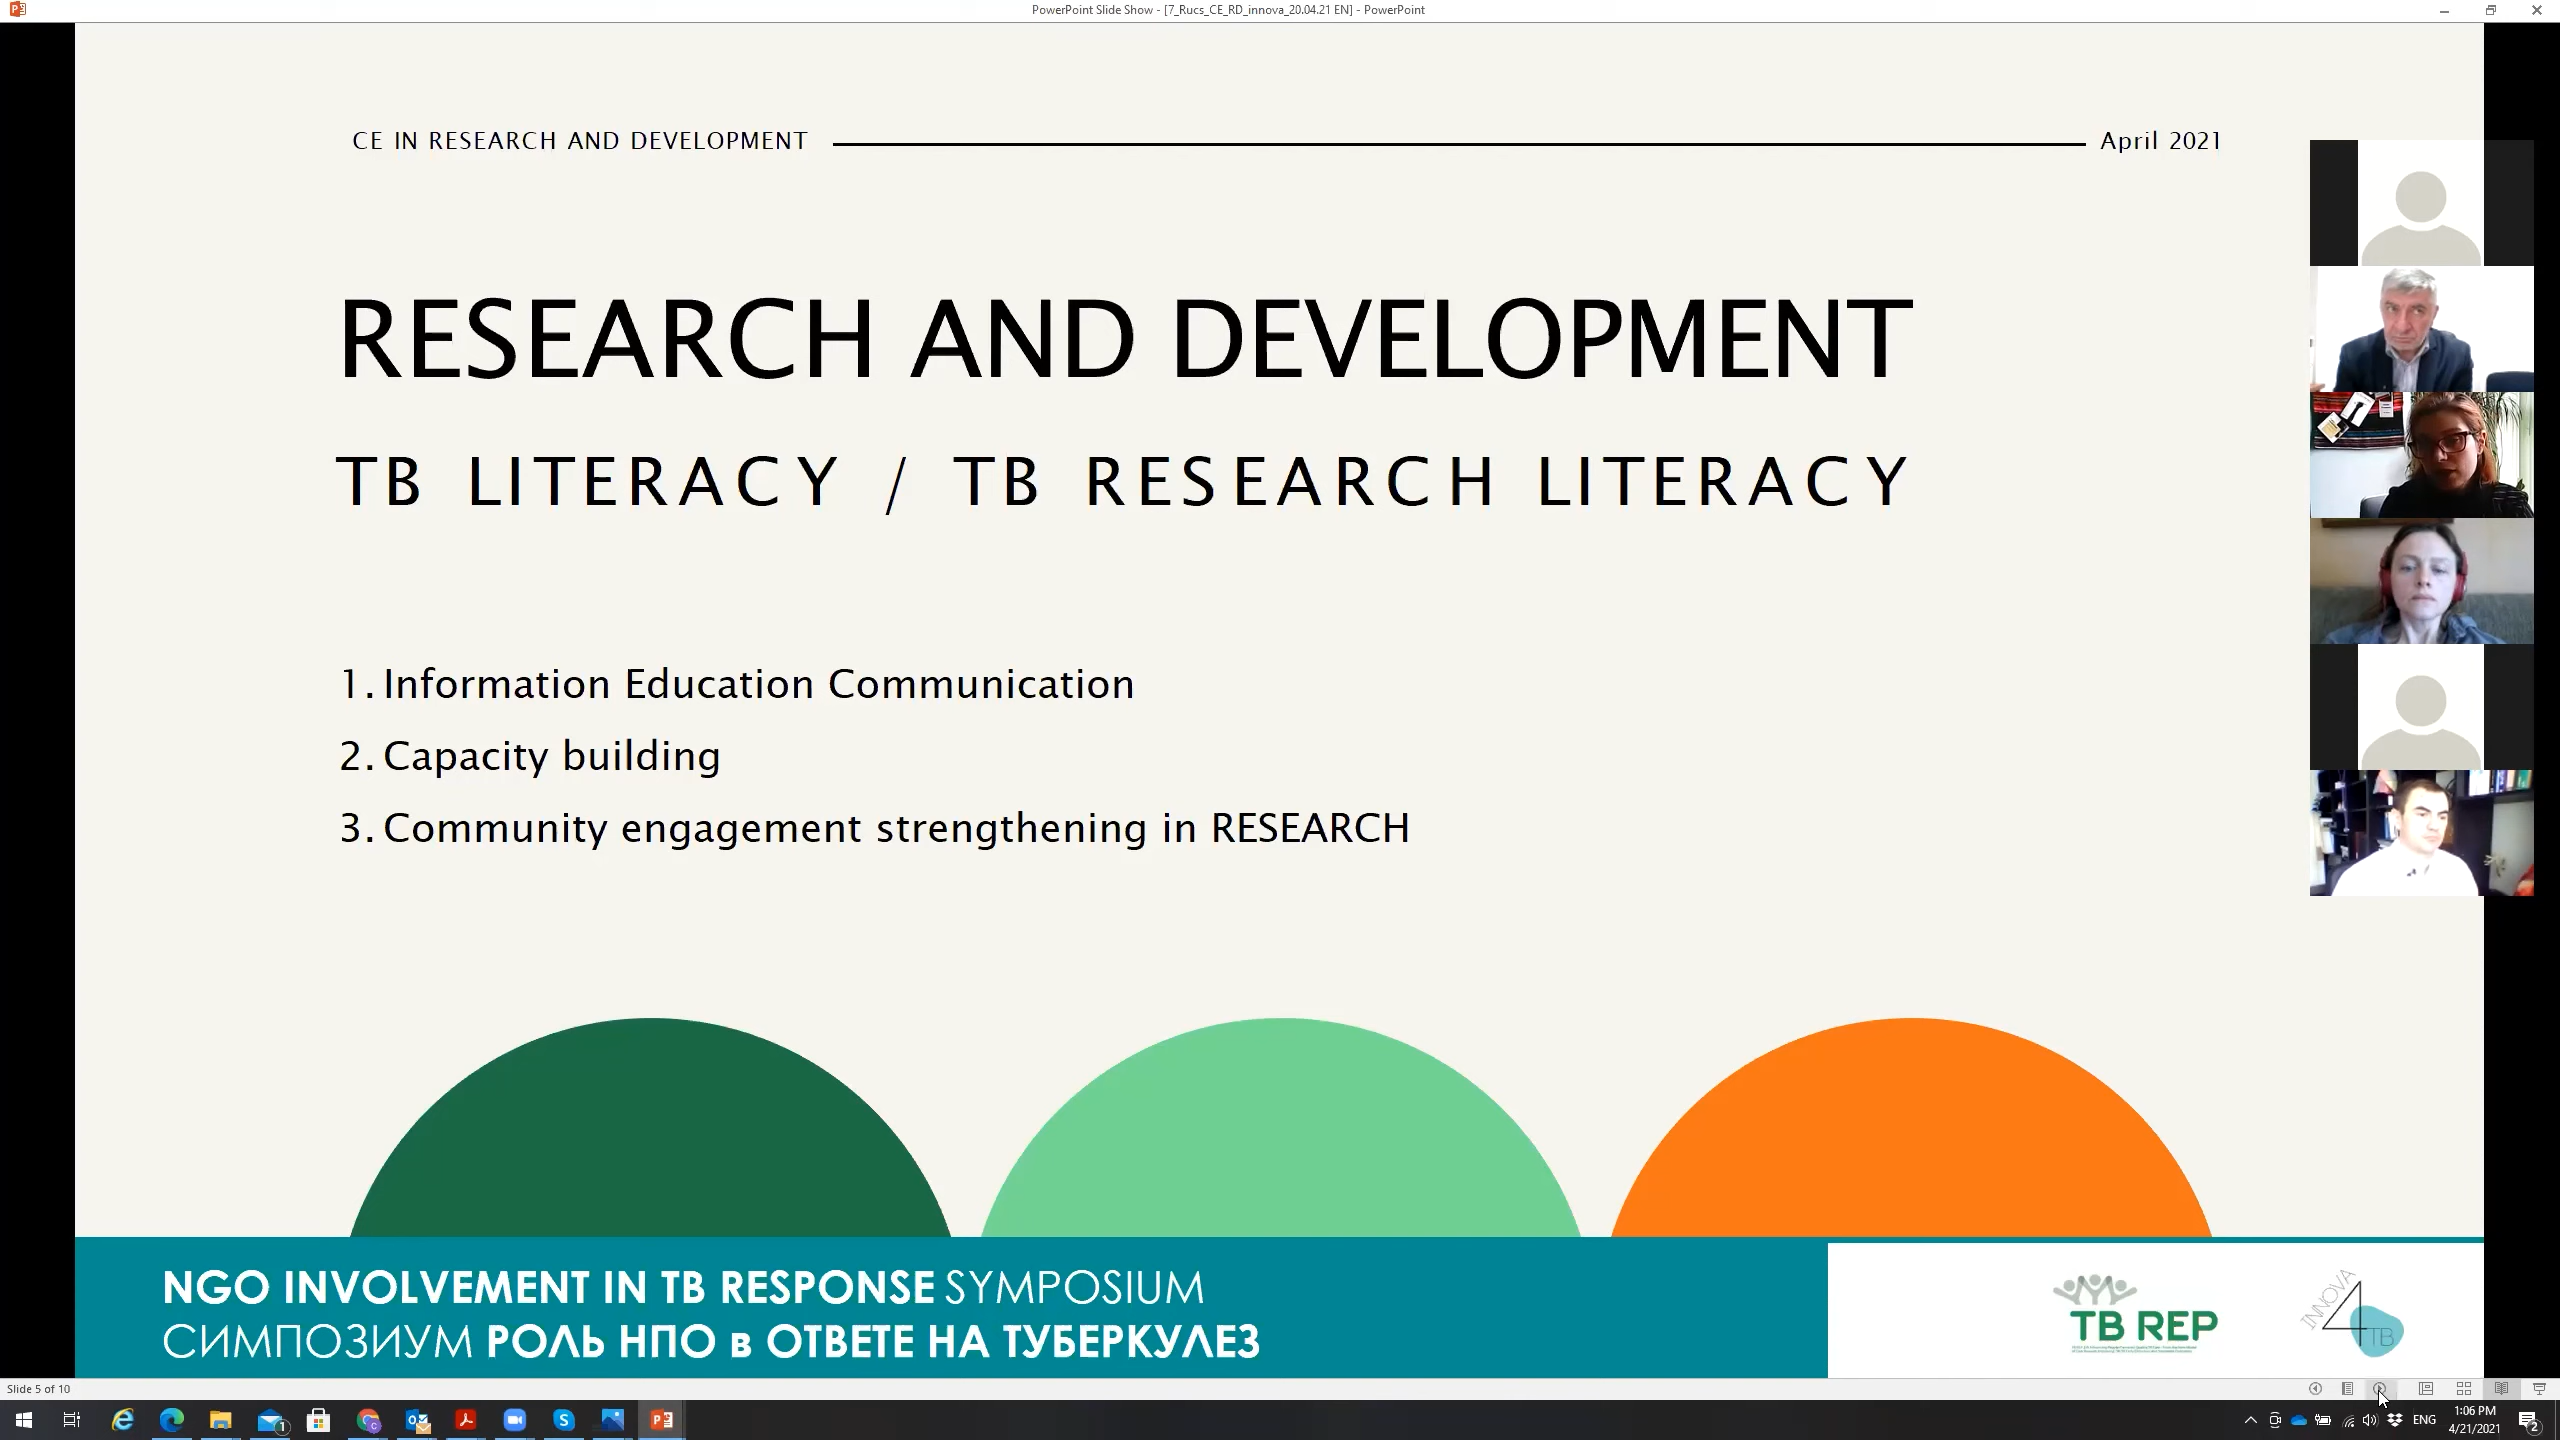 PowerPoint Slide Show - [7_Rucs_CE_RD_innova_20.04.21 EN] - PowerPoint
CE IN RESEARCH AND DEVELOPMENT
April 2021
RESEARCH AND DEVELOPMENT
TB LITERACY / TB RESEARCH LITERACY
1. Information Education Communication
2. Capacity building
3. Community engagement strengthening in RESEARCH
NGO INVOLVEMENT IN TB RESPONSE SYMPOSIUM
СИМПОЗИУМ РОЛЬ НПО в ОТВЕТЕ НА ТУБЕРКУЛЕЗ
TB REP
INNOVA
4
TB
Slide 5 of 10
ENG
1:06 PM
4/21/2021